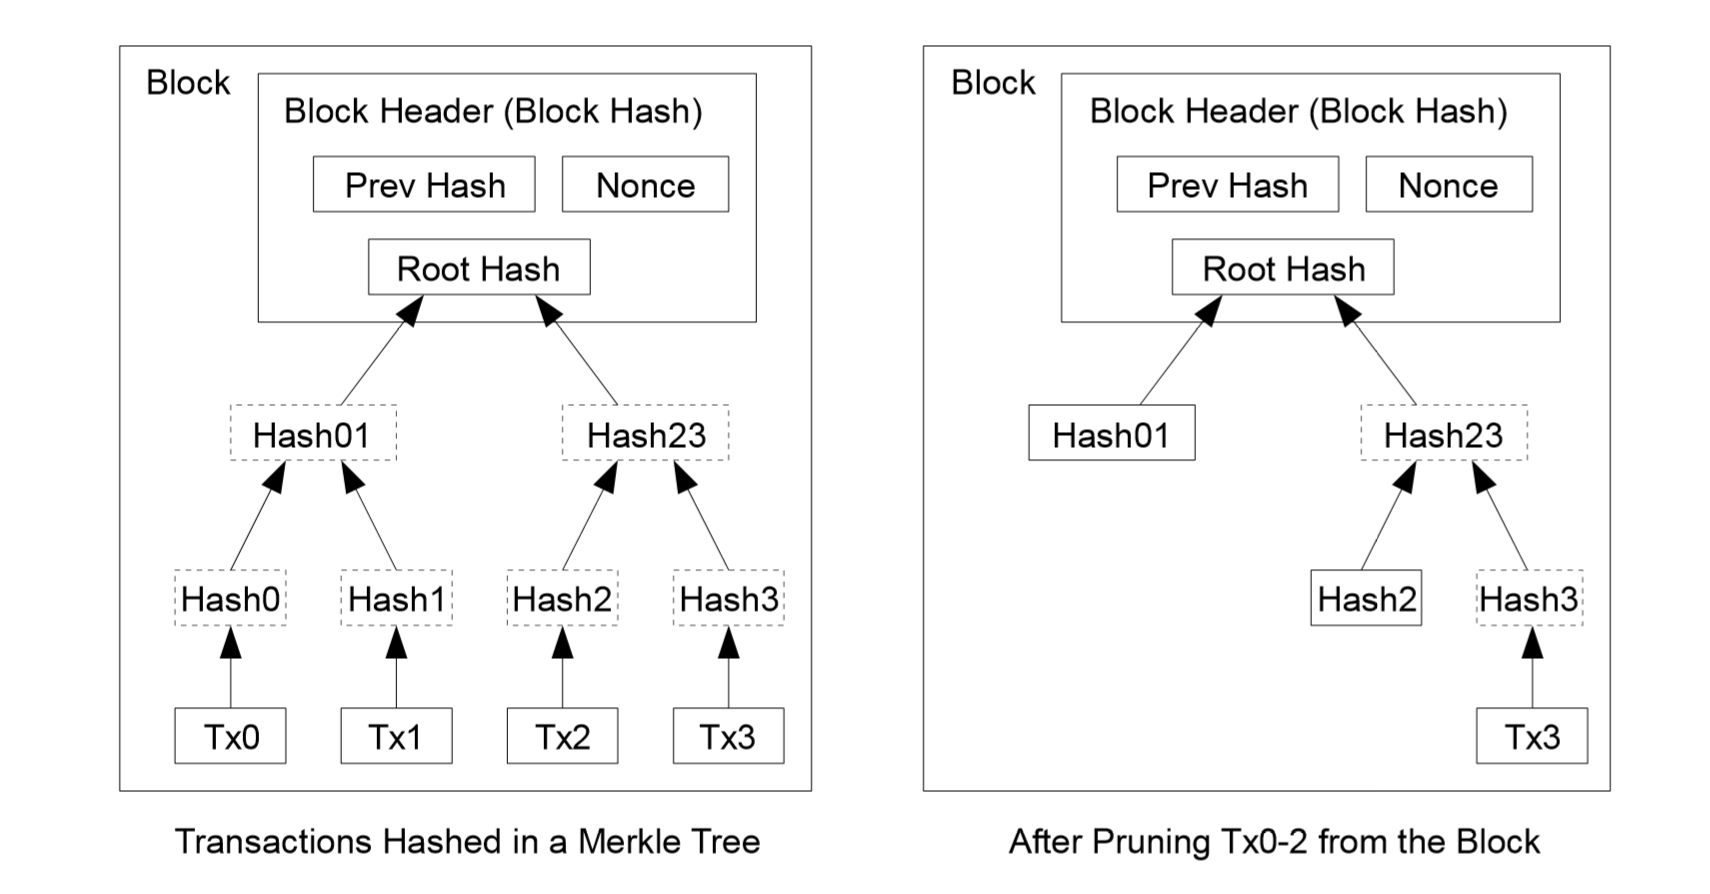 Block
Block Header (Block Hash)
Prev Hash
Nonce
Root Hash
Hash01
Hash23
Hash0
Hash1
Hash2
Hash3
Tx0
Tx1
Tx2
Tx3
Transactions Hashed in a Merkle Tree
Block
Block Header (Block Hash)
Prev Hash
Nonce
Root Hash
Hash01
Hash23
Hash2
Hash3
Tx3
After Pruning Tx0-2 from the Block